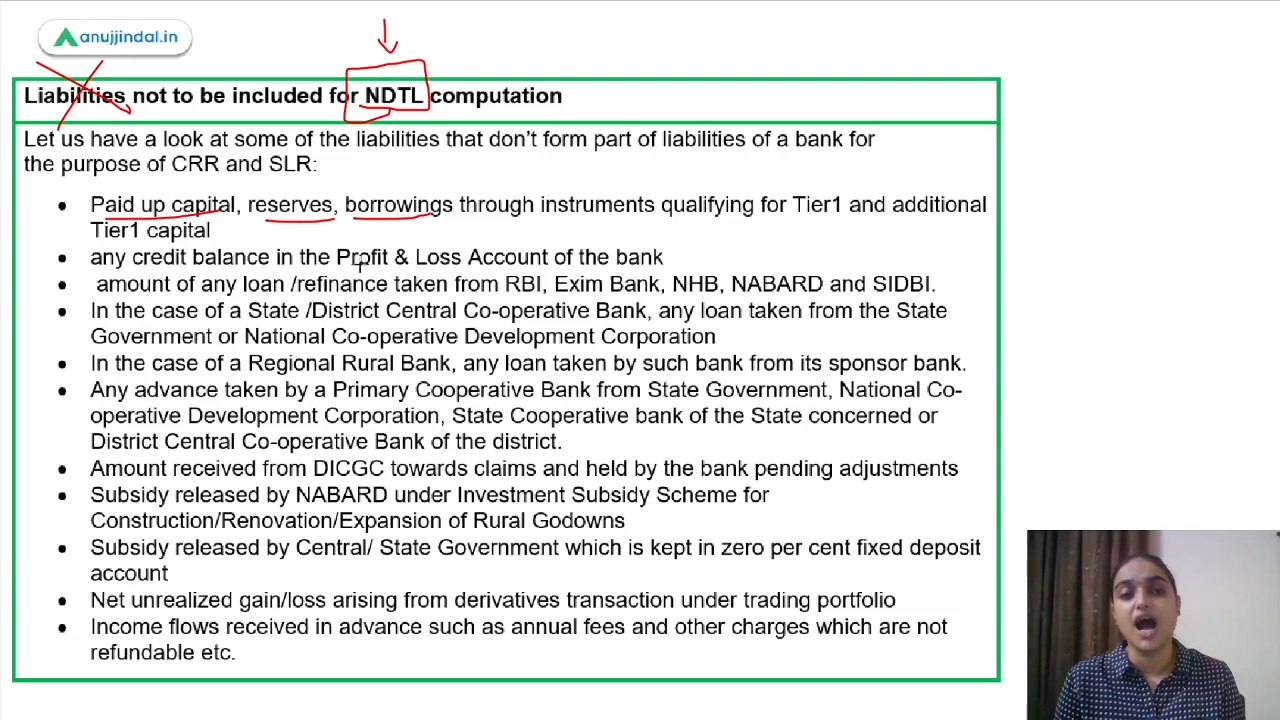 anujjindal.in
Liabilities not to be included for NDTL computation
Let us have a look at some of the liabilities that don't form part of liabilities of a bank for
the purpose of CRR and SLR:
• Paid up capital, reserves, borrowings through instruments qualifying for Tier1 and additional
Tier1 capital
• any credit balance in the Profit & Loss Account of the bank
• amount of any loan /refinance taken from RBI, Exim Bank, NHB, NABARD and SIDBI.
• In the case of a State /District Central Co-operative Bank, any loan taken from the State
Government or National Co-operative Development Corporation
• In the case of a Regional Rural Bank, any loan taken by such bank from its sponsor bank.
• Any advance taken by a Primary Cooperative Bank from State Government, National Co-
operative Development Corporation, State Cooperative bank of the State concerned or
District Central Co-operative Bank of the district.
• Amount received from DICGC towards claims and held by the bank pending adjustments
• Subsidy released by NABARD under Investment Subsidy Scheme for
Construction/Renovation/Expansion of Rural Godowns
• Subsidy released by Central/ State Government which is kept in zero per cent fixed deposit
account
• Net unrealized gain/loss arising from derivatives transaction under trading portfolio
• Income flows received in advance such as annual fees and other charges which are not
refundable etc.